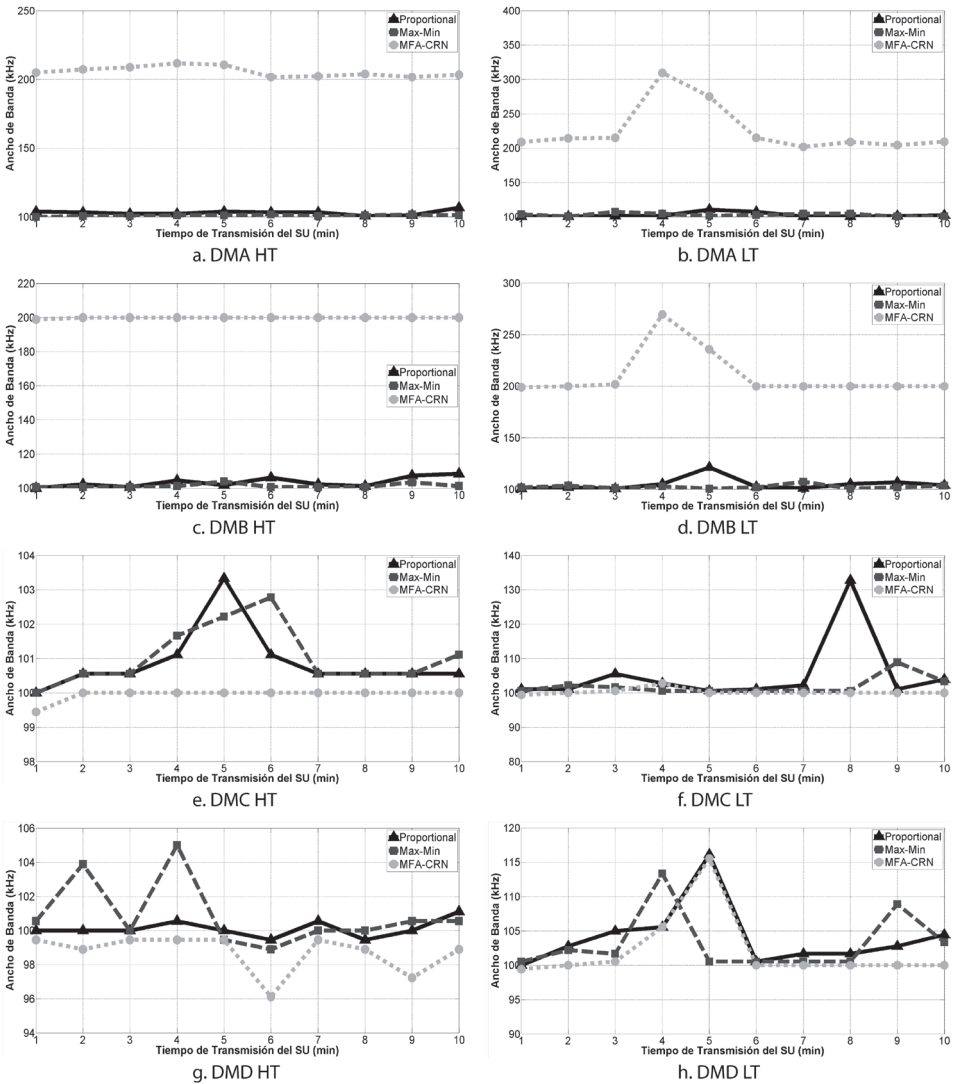 250
200
150
100
Ancho de Banda (kHz)
Proportional
Max-Min
MFA-CRN
1 2 3 4 5 6 7 8 9 10
Tiempo de Transmisión del SU (min)
a. DMA HT
400
350
300
250
200
150
100
Ancho de Banda (kHz)
Proportional
Max-Min
MFA-CRN
1 2 3 4 5 6 7 8 9 10
Tiempo de Transmisión del SU (min)
b. DMA LT
220
200
180
160
140
120
100
Ancho de Banda (kHz)
Proportional
Max-Min
MFA-CRN
1 2 3 4 5 6 7 8 9 10
Tiempo de Transmisión del SU (min)
c. DMB HT
300
250
200
150
100
Ancho de Banda (kHz)
Proportional
Max-Min
MFA-CRN
1 2 3 4 5 6 7 8 9 10
Tiempo de Transmisión del SU (min)
d. DMB LT
104
103
102
101
100
99
98
Ancho de Banda (kHz)
Proportional
Max-Min
MFA-CRN
1 2 3 4 5 6 7 8 9 10
Tiempo de Transmisión del SU (min)
e. DMC HT
140
130
120
110
100
90
80
Ancho de Banda (kHz)
Proportional
Max-Min
MFA-CRN
1 2 3 4 5 6 7 8 9 10
Tiempo de Transmisión del SU (min)
f. DMC LT
106
104
102
100
98
96
94
Ancho de Banda (kHz)
Proportional
Max-Min
MFA-CRN
1 2 3 4 5 6 7 8 9 10
Tiempo de Transmisión del SU (min)
g. DMD HT
120
115
110
105
100
95
90
Ancho de Banda (kHz)
Proportional
Max-Min
MFA-CRN
1 2 3 4 5 6 7 8 9 10
Tiempo de Transmisión del SU (min)
h. DMD LT